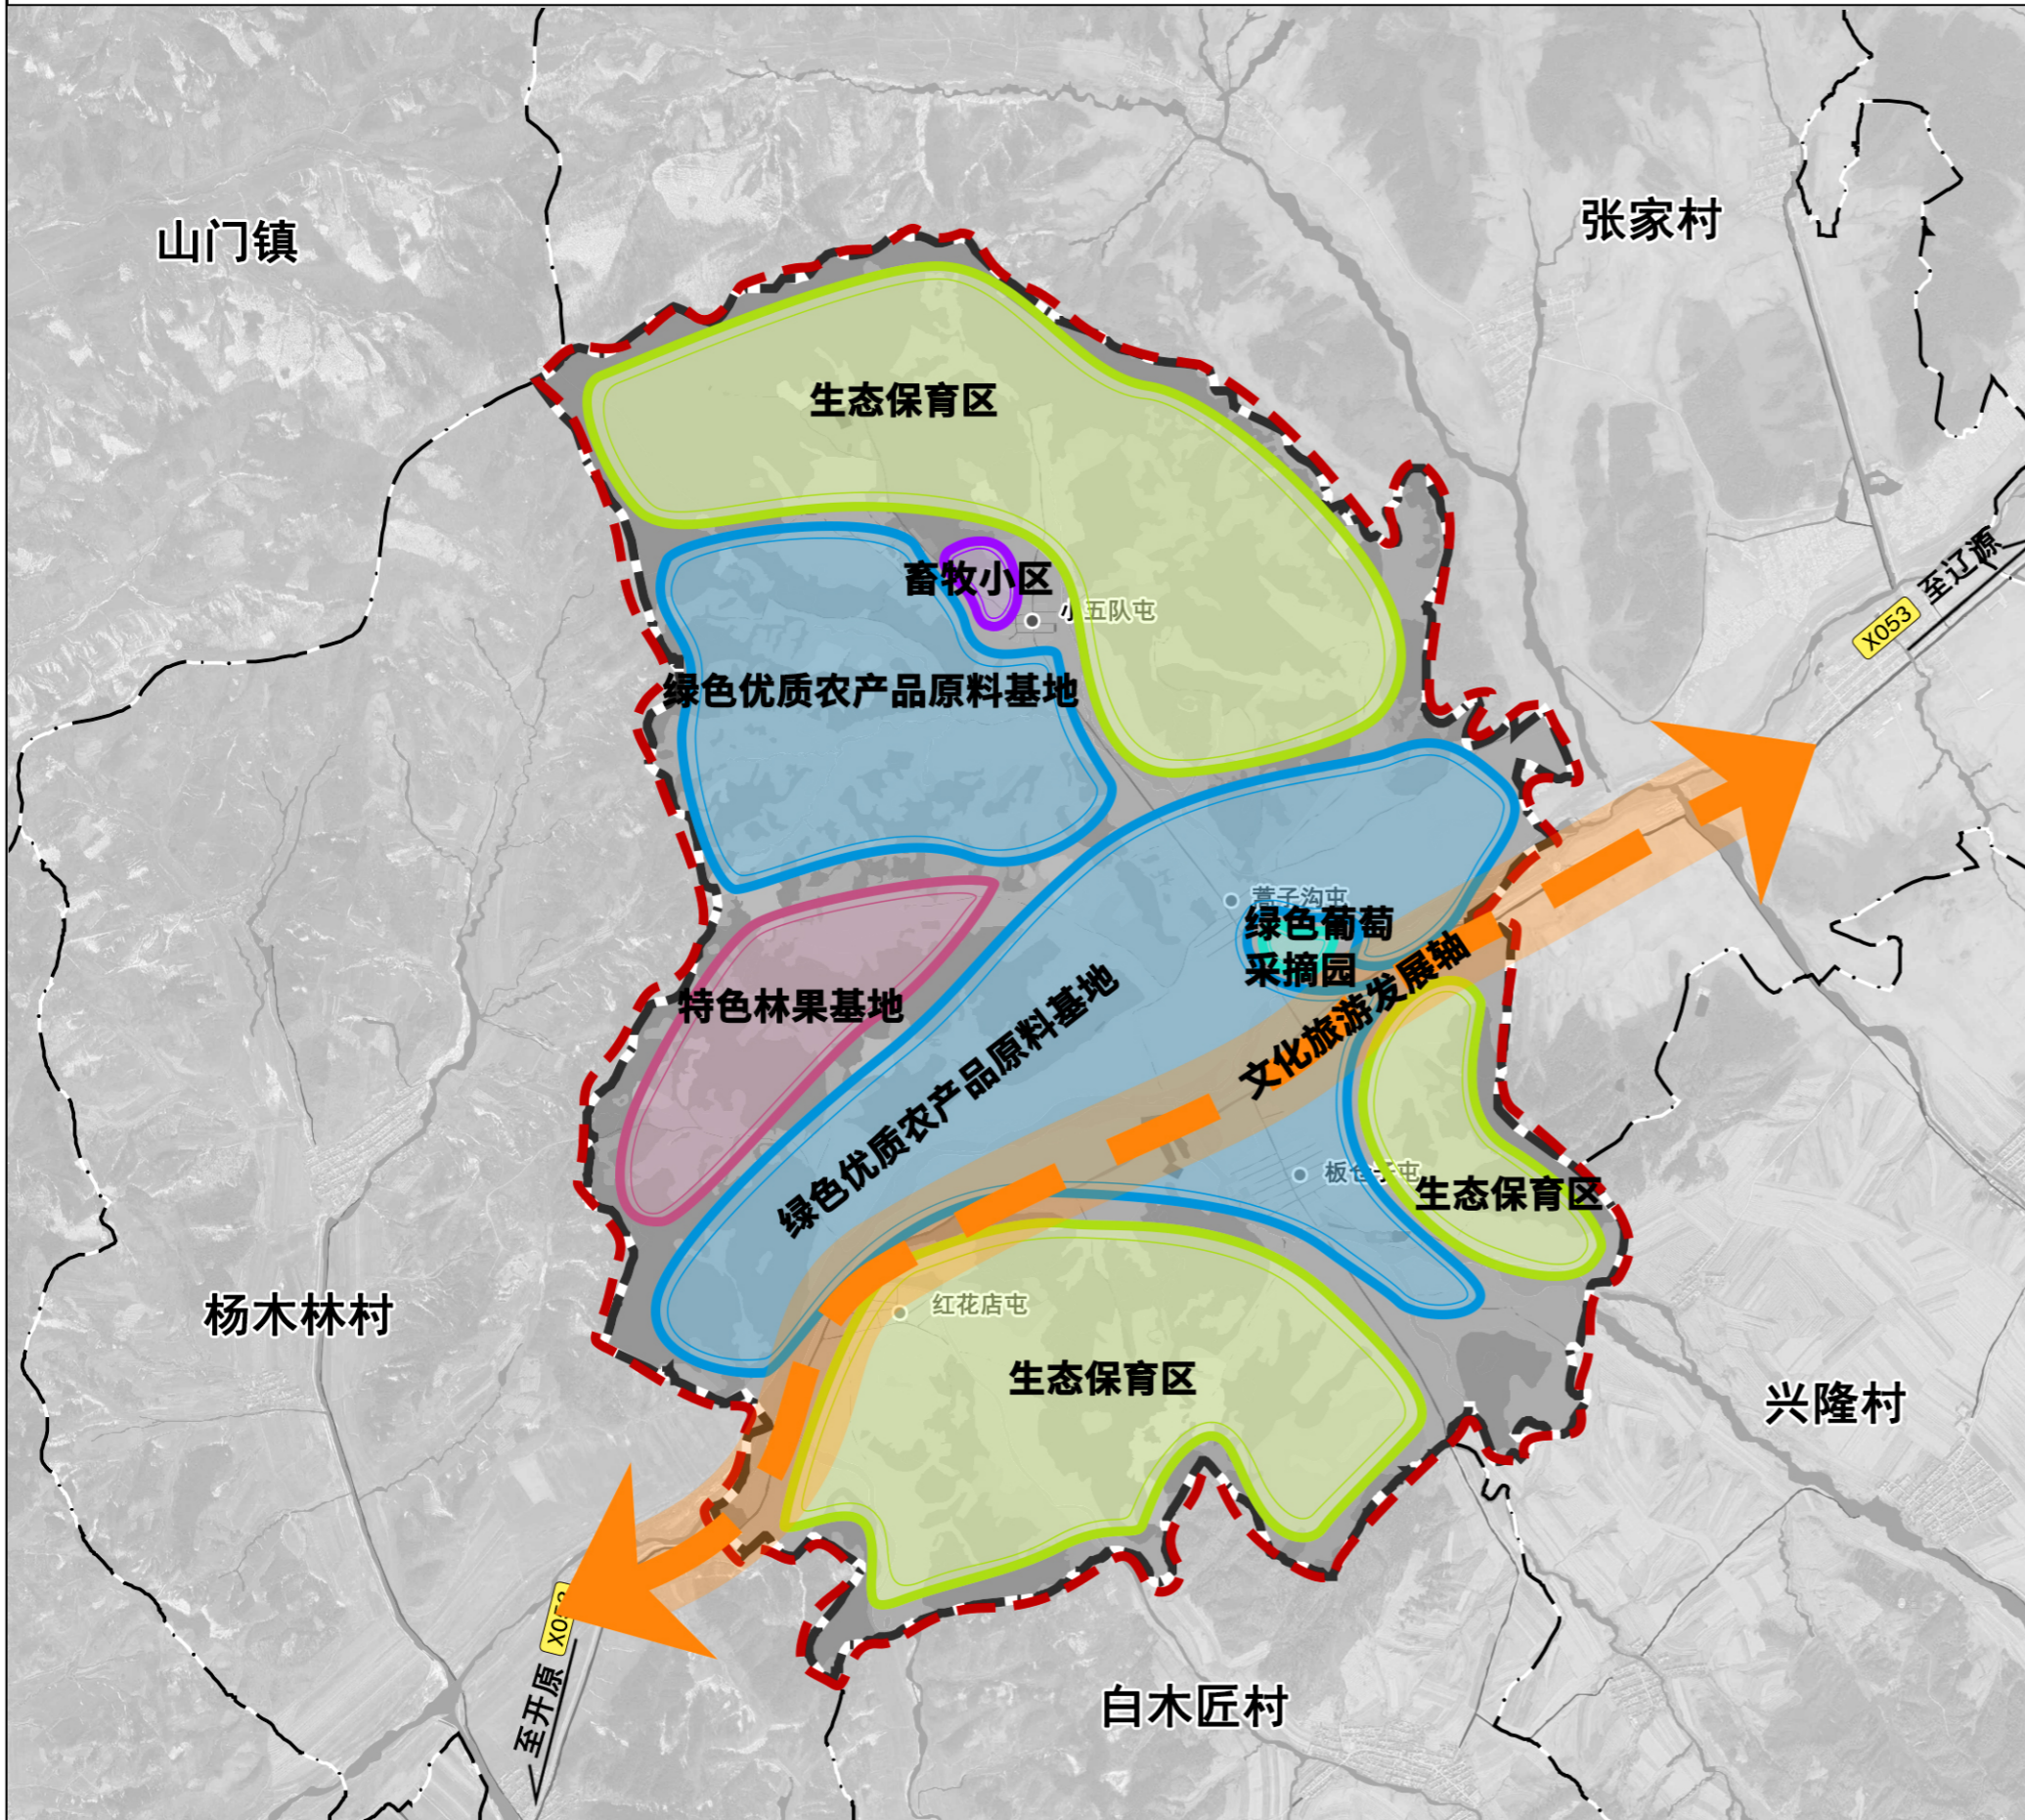 张家村
山门镇
生态保育区
至辽源
X053
畜牧小区
小五队屯
绿色优质农产品原料基地
蒿子沟屯
绿色葡萄
采摘园
文化旅游发展轴
特色林果基地
绿色优质农产品原料基地
板仓子屯
生态保育区
红花店屯
杨木林村
生态保育区
兴隆村
X053
至开原
白木匠村